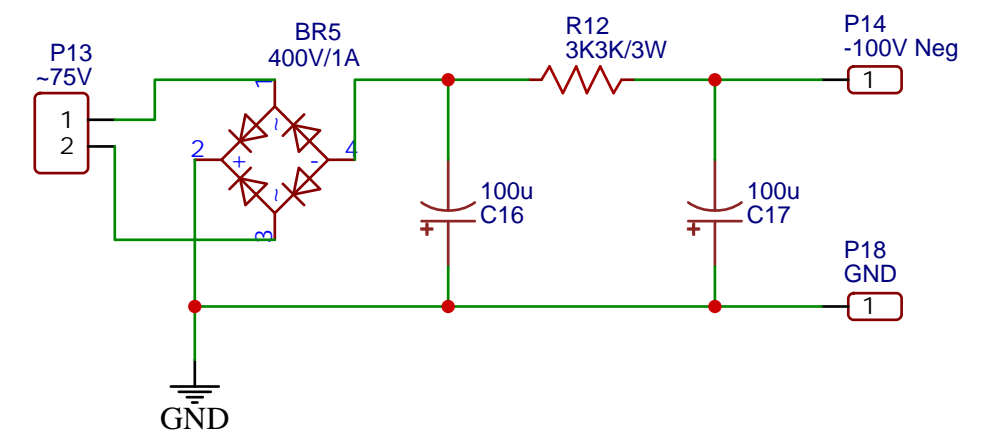 P13
~75V
1
2
BR5
400V/1A
1
~
2
+
-
4
~
3
R12
3K3K/3W
P14
-100V Neg
1
100u
C16
+
100u
C17
+
P18
GND
1
GND